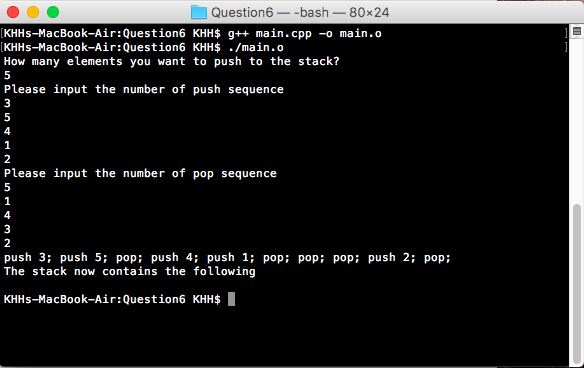 Question6 — -bash — 80×24
[KHHs-MacBook-Air:Question6 KHH$ g++ main.cpp -o main.o ]
[KHHs-MacBook-Air:Question6 KHH$ ./main.o ]
How many elements you want to push to the stack?
5
Please input the number of push sequence
3
5
4
1
2
Please input the number of pop sequence
5
1
4
3
2
push 3; push 5; pop; push 4; push 1; pop; pop; pop; push 2; pop;
The stack now contains the following
KHHs-MacBook-Air:Question6 KHH$